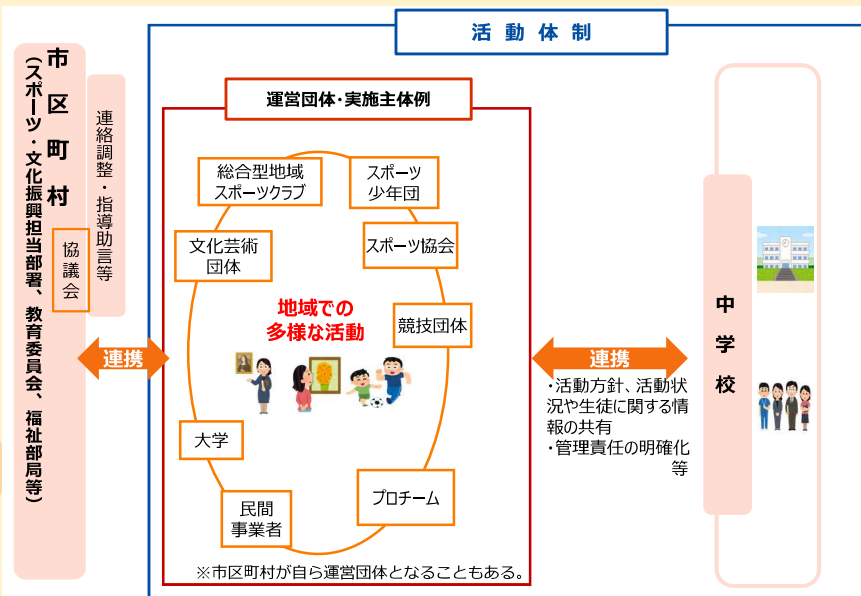 活動体制
市区町村
(スポーツ・文化振興担当部署、教育委員会、福祉部局等)
協議会
連絡調整・指導助言等
連携
運営団体・実施主体例
総合型地域
スポーツクラブ
スポーツ
少年団
文化芸術
団体
スポーツ協会
地域での
多様な活動
競技団体
大学
プロチーム
民間
事業者
※市区町村が自ら運営団体となることもある。
連携
・活動方針、活動状
況や生徒に関する情
報の共有
・管理責任の明確化
等
中学校